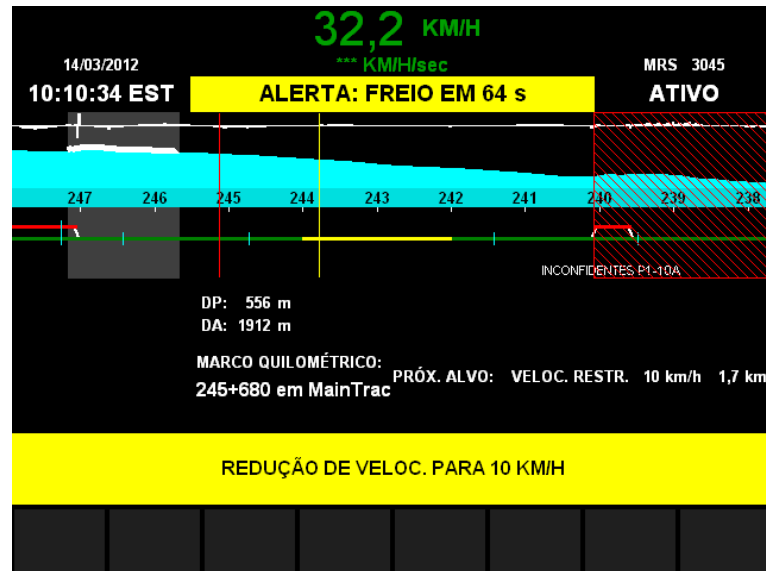 32,2 KM/H
*** KM/H/sec
14/03/2012
MRS 3045
10:10:34 EST
ALERTA: FREIO EM 64 s
ATIVO
247 246 245 244 243 242 241 240 239 238
INCONFIDENTES P1-10A
DP: 556 m
DA: 1912 m
MARCO QUILOMÉTRICO:
245+680 em MainTrac
PRÓX. ALVO: VELOC. RESTR. 10 km/h 1,7 km
REDUÇÃO DE VELOC. PARA 10 KM/H